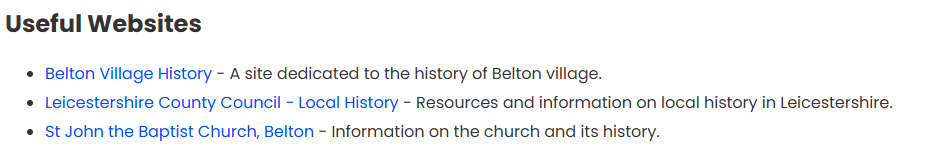 Useful Websites
Belton Village History - A site dedicated to the history of Belton village.
Leicestershire County Council - Local History - Resources and information on local history in Leicestershire.
St John the Baptist Church, Belton - Information on the church and its history.